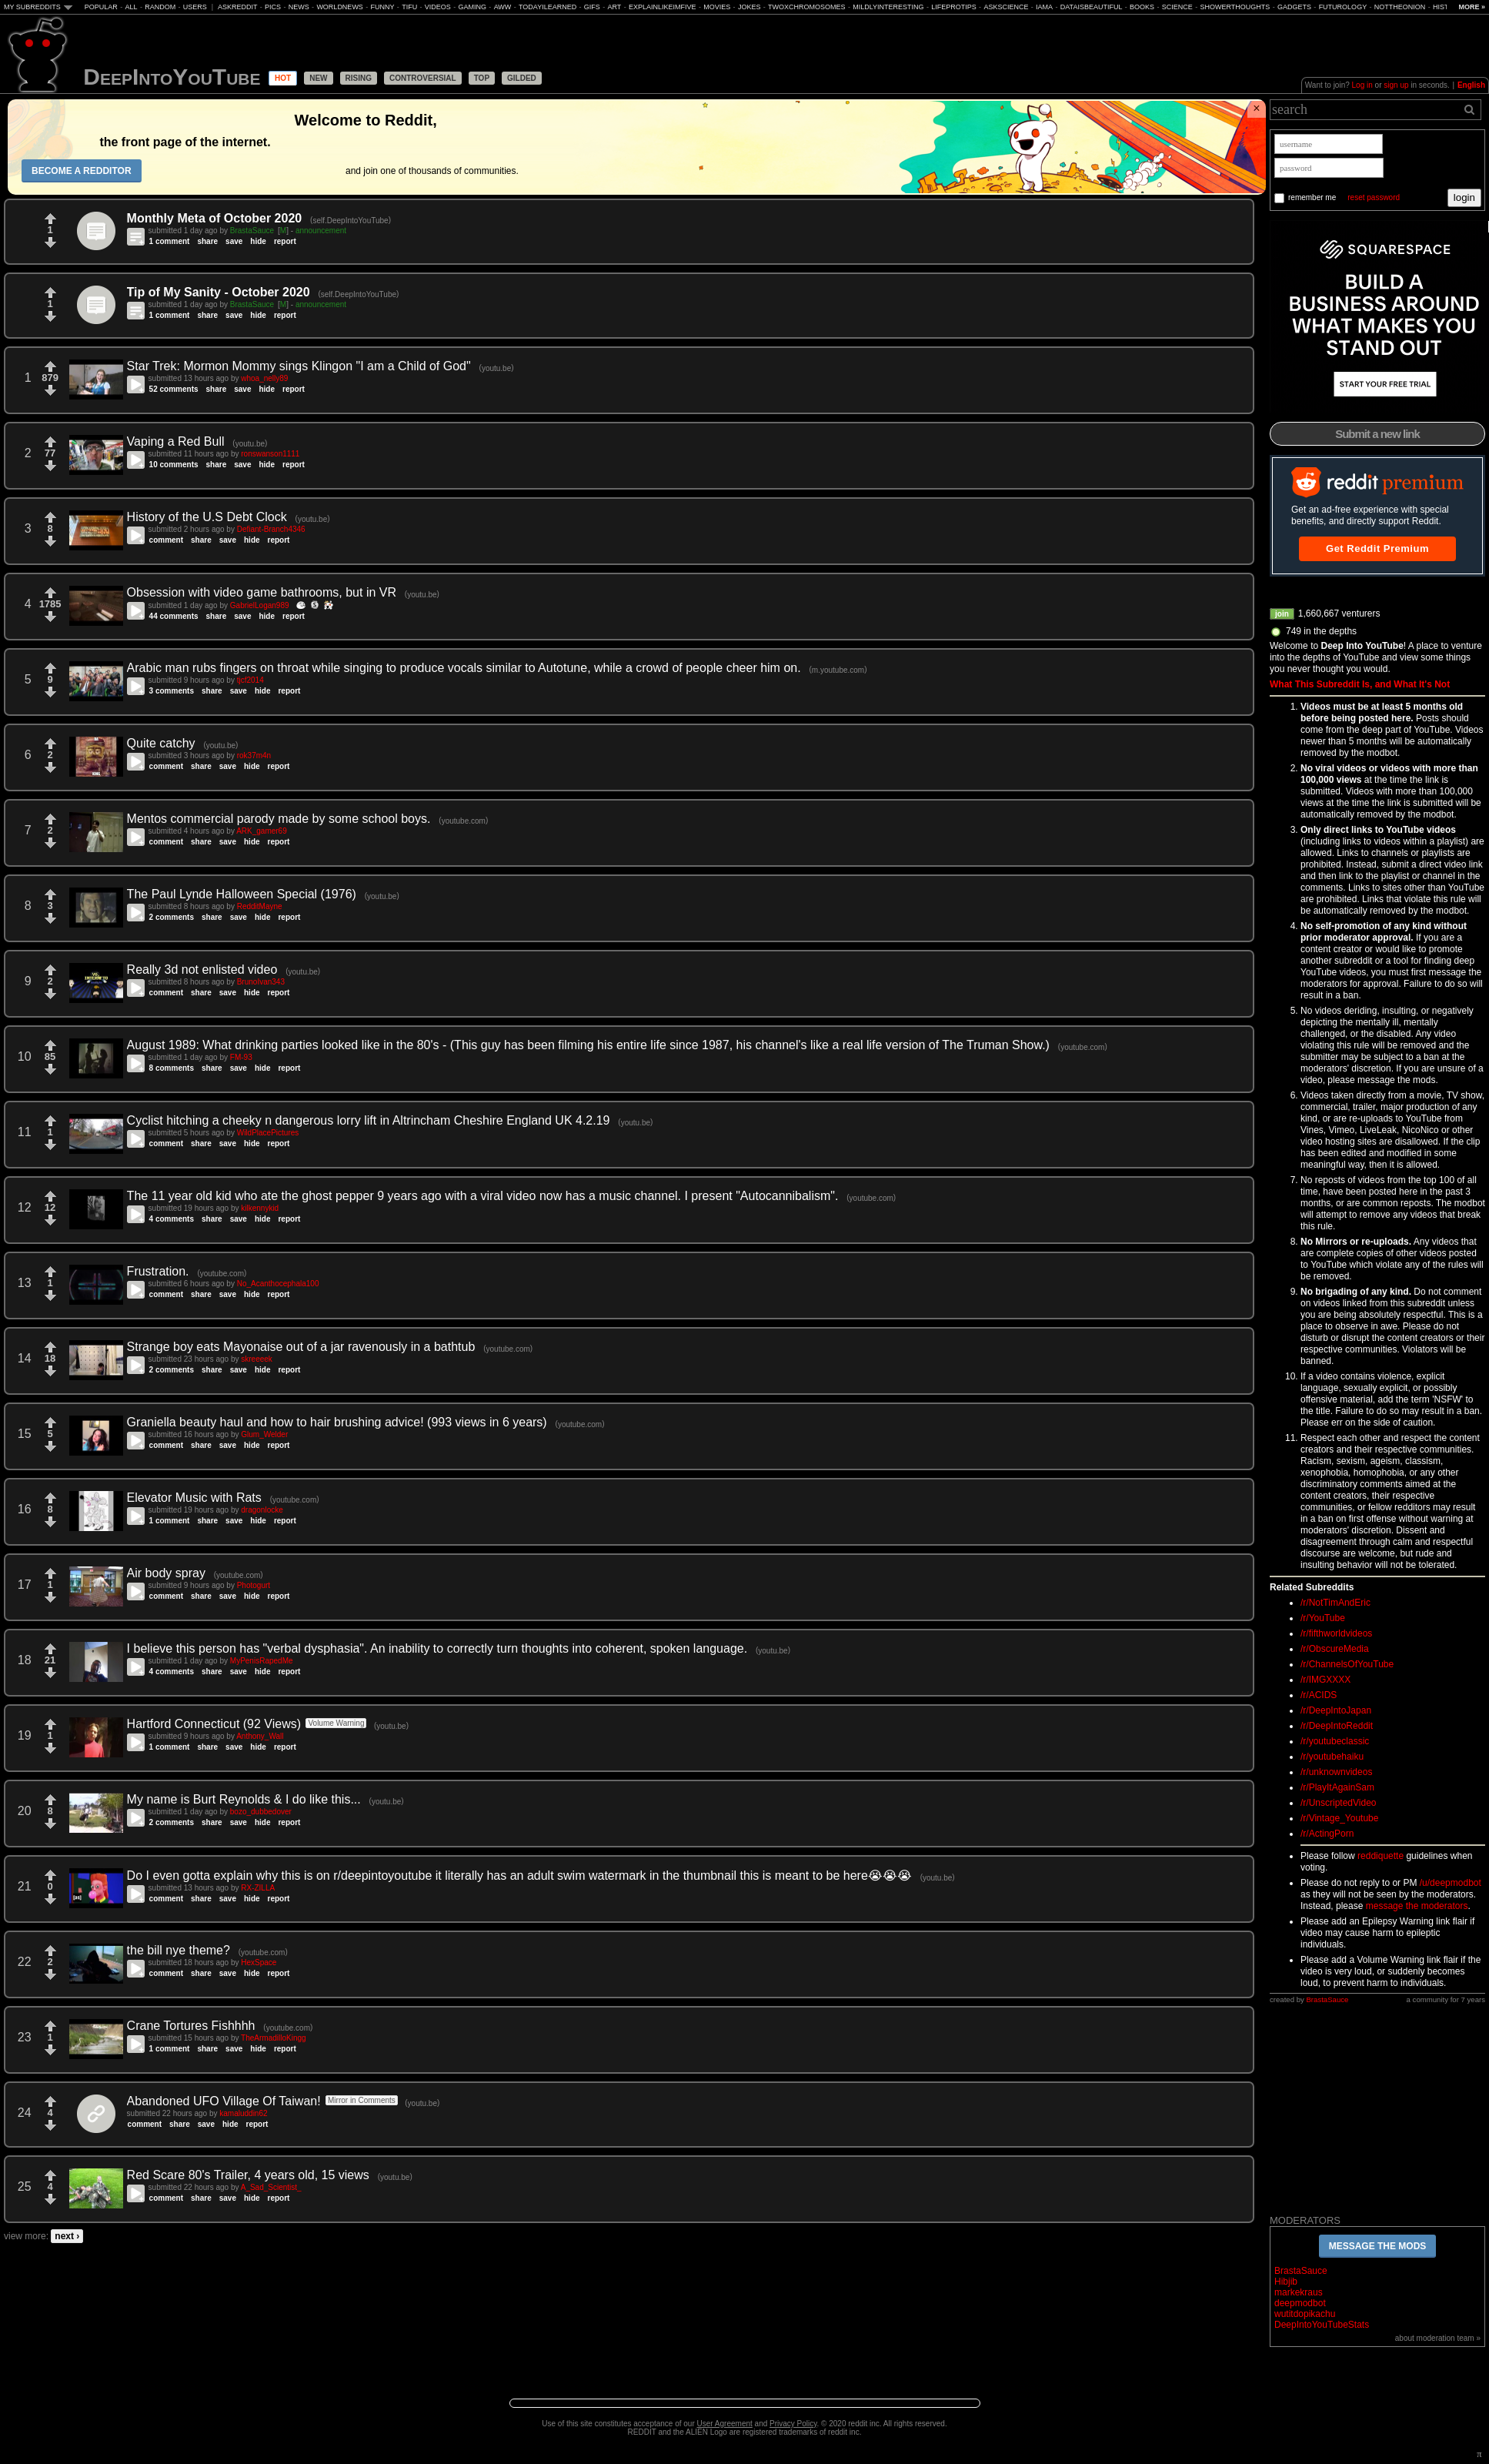 MY SUBREDDITS
POPULAR - ALL - RANDOM - USERS | ASKREDDIT - PICS - NEWS - WORLDNEWS - FUNNY - TIFU - VIDEOS - GAMING - AWW - TODAYILEARNED - GIFS - ART - EXPLAINLIKEIMFIVE - MOVIES - JOKES - TWOXCHROMOSOMES - MILDLYINTERESTING - LIFEPROTIPS - ASKSCIENCE - IAMA - DATAISBEAUTIFUL - BOOKS - SCIENCE - SHOWERTHOUGHTS - GADGETS - FUTUROLOGY - NOTTHEONION - HIST
MORE »
DeepIntoYouTube
HOT NEW RISING CONTROVERSIAL TOP GILDED
Want to join? Log in or sign up in seconds. | English
Welcome to Reddit,
the front page of the internet.
BECOME A REDDITOR
and join one of thousands of communities.
×
1
Monthly Meta of October 2020 (self.DeepIntoYouTube)
submitted 1 day ago by BrastaSauce [M] - announcement
1 comment share save hide report
1
Tip of My Sanity - October 2020 (self.DeepIntoYouTube)
submitted 1 day ago by BrastaSauce [M] - announcement
1 comment share save hide report
1
879
Star Trek: Mormon Mommy sings Klingon "I am a Child of God" (youtu.be)
submitted 13 hours ago by whoa_nelly89
52 comments share save hide report
2
77
Vaping a Red Bull (youtu.be)
submitted 11 hours ago by ronswanson1111
10 comments share save hide report
3
8
History of the U.S Debt Clock (youtu.be)
submitted 2 hours ago by Defiant-Branch4346
comment share save hide report
4
1785
Obsession with video game bathrooms, but in VR (youtu.be)
submitted 1 day ago by GabrielLogan989
44 comments share save hide report
5
9
Arabic man rubs fingers on throat while singing to produce vocals similar to Autotune, while a crowd of people cheer him on. (m.youtube.com)
submitted 9 hours ago by tjcf2014
3 comments share save hide report
6
2
Quite catchy (youtu.be)
submitted 3 hours ago by rok37m4n
comment share save hide report
7
2
Mentos commercial parody made by some school boys. (youtube.com)
submitted 4 hours ago by ARK_gamer69
comment share save hide report
8
3
The Paul Lynde Halloween Special (1976) (youtu.be)
submitted 8 hours ago by RedditMayne
2 comments share save hide report
9
2
Really 3d not enlisted video (youtu.be)
submitted 8 hours ago by BrunoIvan343
comment share save hide report
10
85
August 1989: What drinking parties looked like in the 80's - (This guy has been filming his entire life since 1987, his channel's like a real life version of The Truman Show.) (youtube.com)
submitted 1 day ago by FM-93
8 comments share save hide report
11
1
Cyclist hitching a cheeky n dangerous lorry lift in Altrincham Cheshire England UK 4.2.19 (youtu.be)
submitted 5 hours ago by WildPlacePictures
comment share save hide report
12
12
The 11 year old kid who ate the ghost pepper 9 years ago with a viral video now has a music channel. I present "Autocannibalism". (youtube.com)
submitted 19 hours ago by kilkennykid
4 comments share save hide report
13
1
Frustration. (youtube.com)
submitted 6 hours ago by No_Acanthocephala100
comment share save hide report
14
18
Strange boy eats Mayonaise out of a jar ravenously in a bathtub (youtube.com)
submitted 23 hours ago by skreeeek
2 comments share save hide report
15
5
Graniella beauty haul and how to hair brushing advice! (993 views in 6 years) (youtube.com)
submitted 16 hours ago by Glum_Welder
comment share save hide report
16
8
Elevator Music with Rats (youtube.com)
submitted 19 hours ago by dragonlocke
1 comment share save hide report
17
1
Air body spray (youtube.com)
submitted 9 hours ago by Photogurt
comment share save hide report
18
21
I believe this person has "verbal dysphasia". An inability to correctly turn thoughts into coherent, spoken language. (youtu.be)
submitted 1 day ago by MyPenisRapedMe
4 comments share save hide report
19
1
Hartford Connecticut (92 Views) Volume Warning (youtu.be)
submitted 9 hours ago by Anthony_Wall
1 comment share save hide report
20
8
My name is Burt Reynolds & I do like this... (youtu.be)
submitted 1 day ago by bozo_dubbedover
2 comments share save hide report
21
0
Do I even gotta explain why this is on r/deepintoyoutube it literally has an adult swim watermark in the thumbnail this is meant to be here😭😭😭 (youtu.be)
submitted 13 hours ago by RX-ZILLA
comment share save hide report
22
2
the bill nye theme? (youtube.com)
submitted 18 hours ago by HexSpace
comment share save hide report
23
1
Crane Tortures Fishhhh (youtube.com)
submitted 15 hours ago by TheArmadilloKingg
1 comment share save hide report
24
4
Abandoned UFO Village Of Taiwan! Mirror in Comments (youtu.be)
submitted 22 hours ago by kamaluddin62
comment share save hide report
25
4
Red Scare 80's Trailer, 4 years old, 15 views (youtu.be)
submitted 22 hours ago by A_Sad_Scientist_
comment share save hide report
view more: next ›
search
username
password
remember me reset password login
SQUARESPACE
BUILD A
BUSINESS AROUND
WHAT MAKES YOU
STAND OUT
START YOUR FREE TRIAL
Submit a new link
reddit premium
Get an ad-free experience with special
benefits, and directly support Reddit.
Get Reddit Premium
join 1,660,667 venturers
749 in the depths
Welcome to Deep Into YouTube! A place to venture
into the depths of YouTube and view some things
you never thought you would.
What This Subreddit Is, and What It's Not
1. Videos must be at least 5 months old
before being posted here. Posts should
come from the deep part of YouTube. Videos
newer than 5 months will be automatically
removed by the modbot.
2. No viral videos or videos with more than
100,000 views at the time the link is
submitted. Videos with more than 100,000
views at the time the link is submitted will be
automatically removed by the modbot.
3. Only direct links to YouTube videos
(including links to videos within a playlist) are
allowed. Links to channels or playlists are
prohibited. Instead, submit a direct video link
and then link to the playlist or channel in the
comments. Links to sites other than YouTube
are prohibited. Links that violate this rule will
be automatically removed by the modbot.
4. No self-promotion of any kind without
prior moderator approval. If you are a
content creator or would like to promote
another subreddit or a tool for finding deep
YouTube videos, you must first message the
moderators for approval. Failure to do so will
result in a ban.
5. No videos deriding, insulting, or negatively
depicting the mentally ill, mentally
challenged, or the disabled. Any video
violating this rule will be removed and the
submitter may be subject to a ban at the
moderators' discretion. If you are unsure of a
video, please message the mods.
6. Videos taken directly from a movie, TV show,
commercial, trailer, major production of any
kind, or are re-uploads to YouTube from
Vines, Vimeo, LiveLeak, NicoNico or other
video hosting sites are disallowed. If the clip
has been edited and modified in some
meaningful way, then it is allowed.
7. No reposts of videos from the top 100 of all
time, have been posted here in the past 3
months, or are common reposts. The modbot
will attempt to remove any videos that break
this rule.
8. No Mirrors or re-uploads. Any videos that
are complete copies of other videos posted
to YouTube which violate any of the rules will
be removed.
9. No brigading of any kind. Do not comment
on videos linked from this subreddit unless
you are being absolutely respectful. This is a
place to observe in awe. Please do not
disturb or disrupt the content creators or their
respective communities. Violators will be
banned.
10. If a video contains violence, explicit
language, sexually explicit, or possibly
offensive material, add the term 'NSFW' to
the title. Failure to do so may result in a ban.
Please err on the side of caution.
11. Respect each other and respect the content
creators and their respective communities.
Racism, sexism, ageism, classism,
xenophobia, homophobia, or any other
discriminatory comments aimed at the
content creators, their respective
communities, or fellow redditors may result
in a ban on first offense without warning at
moderators' discretion. Dissent and
disagreement through calm and respectful
discourse are welcome, but rude and
insulting behavior will not be tolerated.
Related Subreddits
/r/NotTimAndEric
/r/YouTube
/r/fifthworldvideos
/r/ObscureMedia
/r/ChannelsOfYouTube
/r/IMGXXXX
/r/ACIDS
/r/DeepIntoJapan
/r/DeepIntoReddit
/r/youtubeclassic
/r/youtubehaiku
/r/unknownvideos
/r/PlayItAgainSam
/r/UnscriptedVideo
/r/Vintage_Youtube
/r/ActingPorn
Please follow reddiquette guidelines when
voting.
Please do not reply to or PM /u/deepmodbot
as they will not be seen by the moderators.
Instead, please message the moderators.
Please add an Epilepsy Warning link flair if
video may cause harm to epileptic
individuals.
Please add a Volume Warning link flair if the
video is very loud, or suddenly becomes
loud, to prevent harm to individuals.
created by BrastaSauce a community for 7 years
MODERATORS
MESSAGE THE MODS
BrastaSauce
Hibjib
markekraus
deepmodbot
wutitdopikachu
DeepIntoYouTubeStats
about moderation team »
Use of this site constitutes acceptance of our User Agreement and Privacy Policy. © 2020 reddit inc. All rights reserved.
REDDIT and the ALIEN Logo are registered trademarks of reddit inc.
π